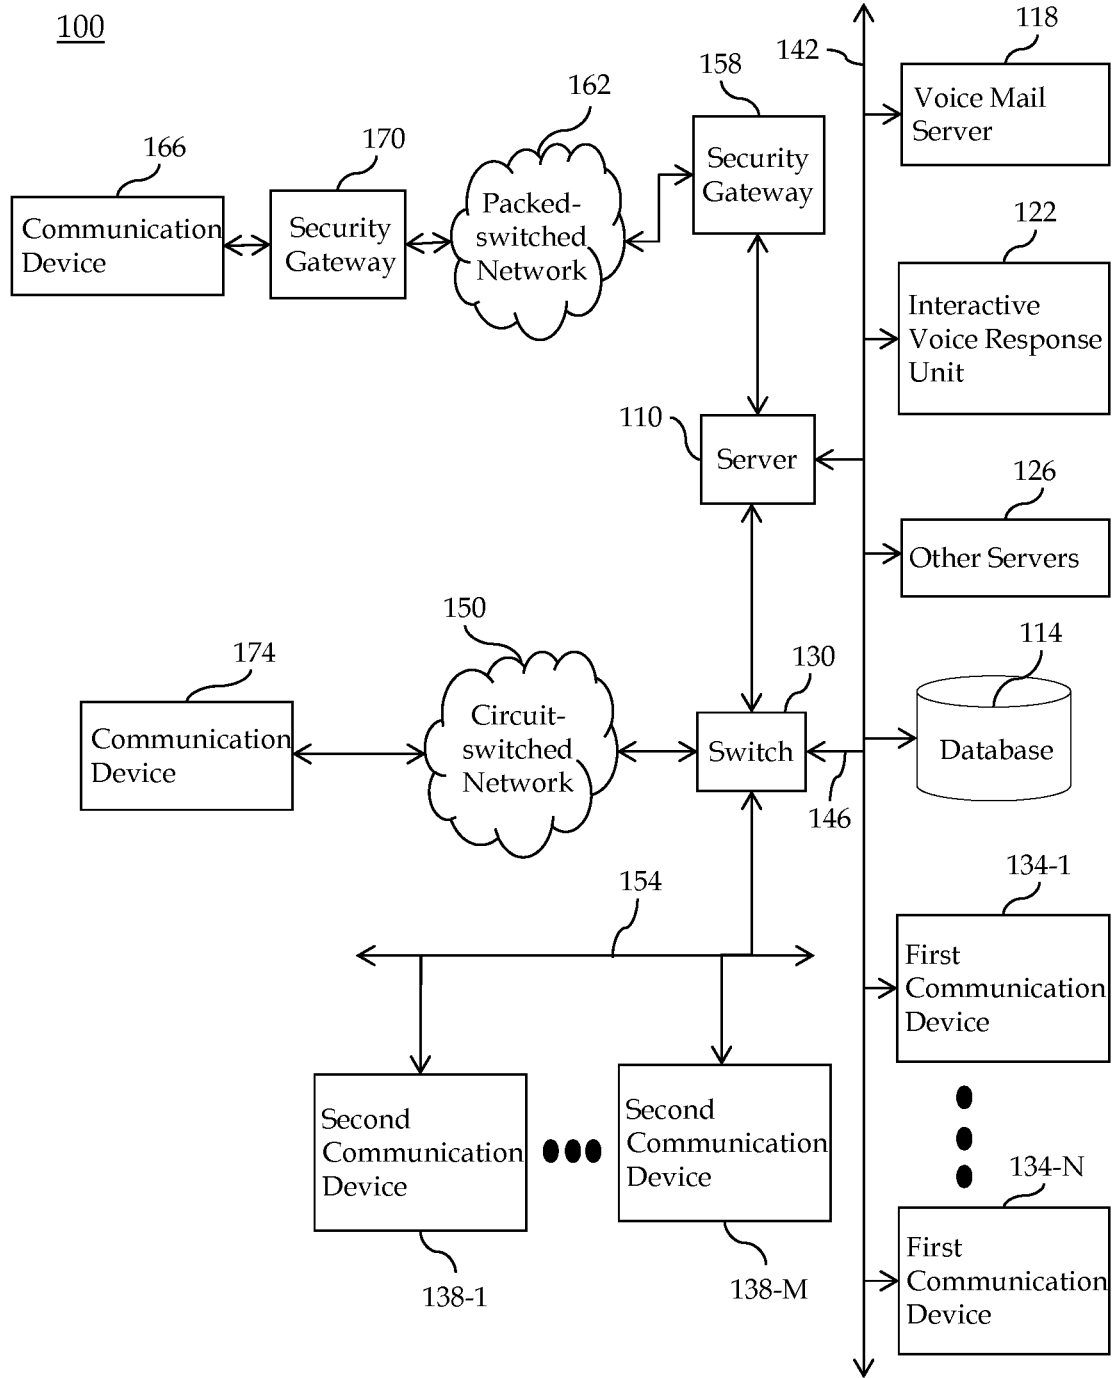 100
142
118
Voice Mail
Server
158
Security
Gateway
162
Packed-
switched
Network
170
Security
Gateway
166
Communication
Device
122
Interactive
Voice Response
Unit
110
Server
126
Other Servers
150
Circuit-
switched
Network
174
Communication
Device
130
Switch
146
114
Database
154
134-1
First
Communication
Device
Second
Communication
Device
138-1
Second
Communication
Device
138-M
134-N
First
Communication
Device